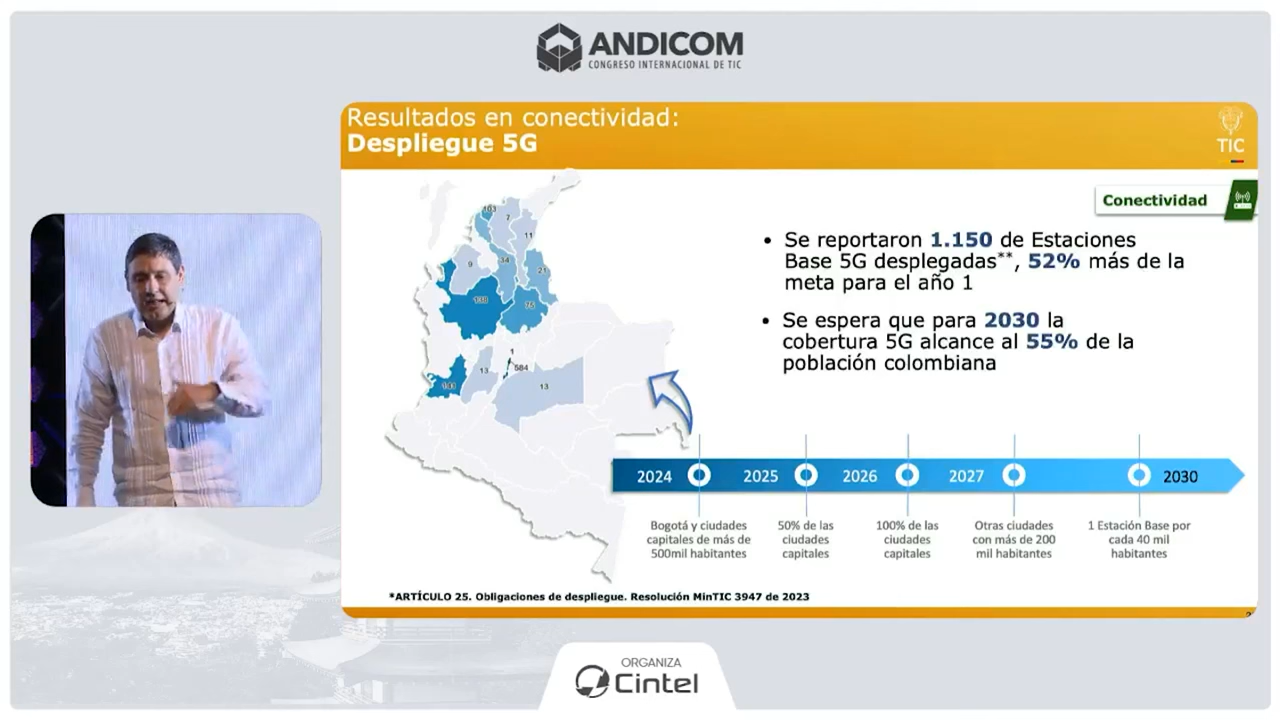 ANDICOM
CONGRESO INTERNACIONAL DE TIC
Resultados en conectividad:
Despliegue 5G
TIC
Conectividad
• Se reportaron 1.150 de Estaciones
Base 5G desplegadas**, 52% más de la
meta para el año 1
• Se espera que para 2030 la
cobertura 5G alcance al 55% de la
población colombiana
103
7
11
9
34
21
138
75
1
584
13
13
141
2024
2025
2026
2027
2030
Bogotá y ciudades
capitales de más de
500mil habitantes
50% de las
ciudades
capitales
100% de las
ciudades
capitales
Otras ciudades
con más de 200
mil habitantes
1 Estación Base por
cada 40 mil
habitantes
*ARTÍCULO 25. Obligaciones de despliegue. Resolución MinTIC 3947 de 2023
ORGANIZA
Cintel